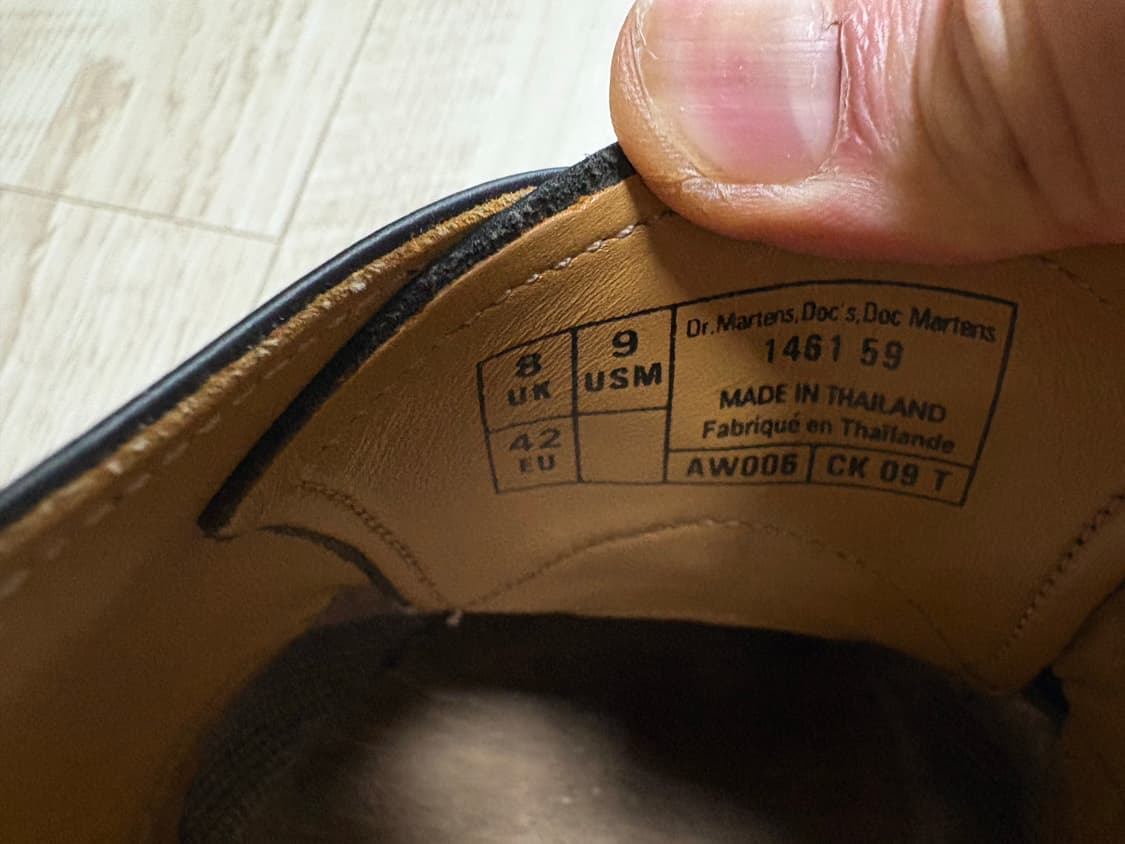 8
UK
9
USM
42
EU
Dr.Martens,Doc's,Doc Martens
1461 59
MADE IN THAILAND
Fabriqué en Thaïlande
AW006
CK 09 T